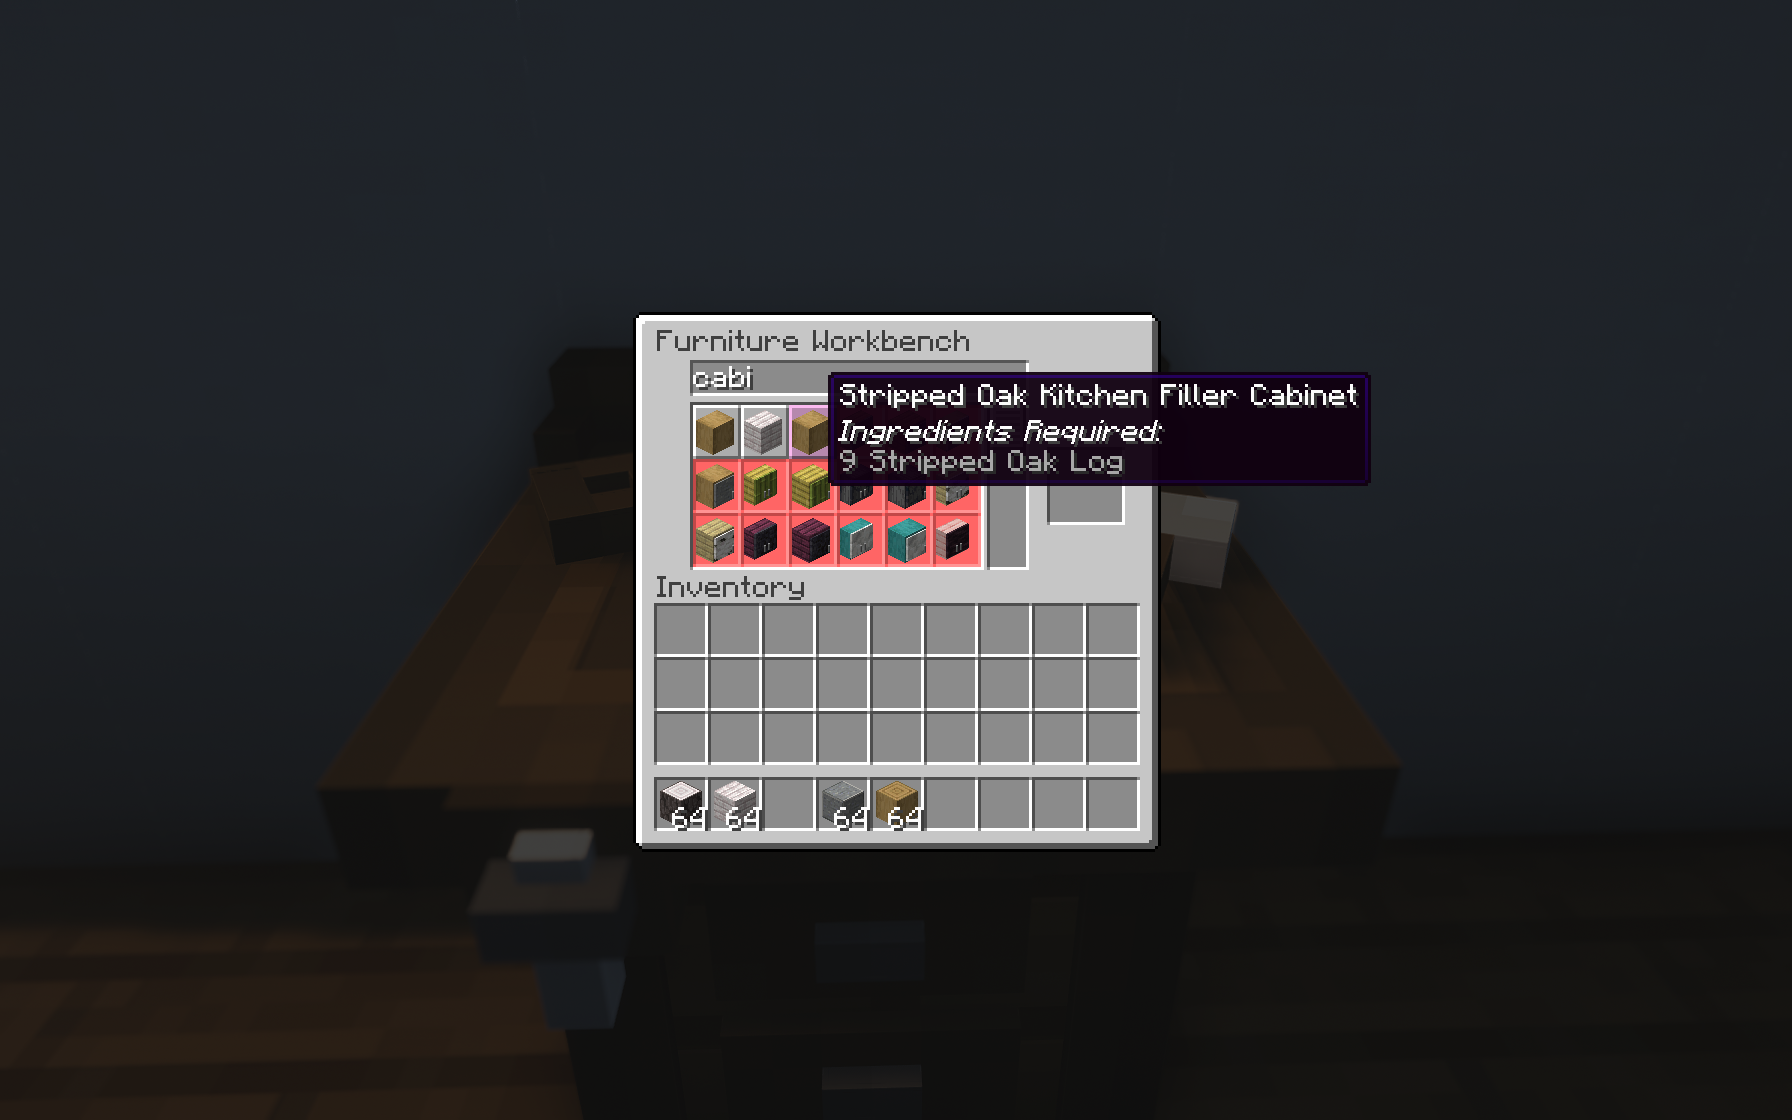 Furniture Workbench
cabi
Stripped Oak Kitchen Filler Cabinet
Ingredients Required:
9 Stripped Oak Log
Inventory
64 64 64 64